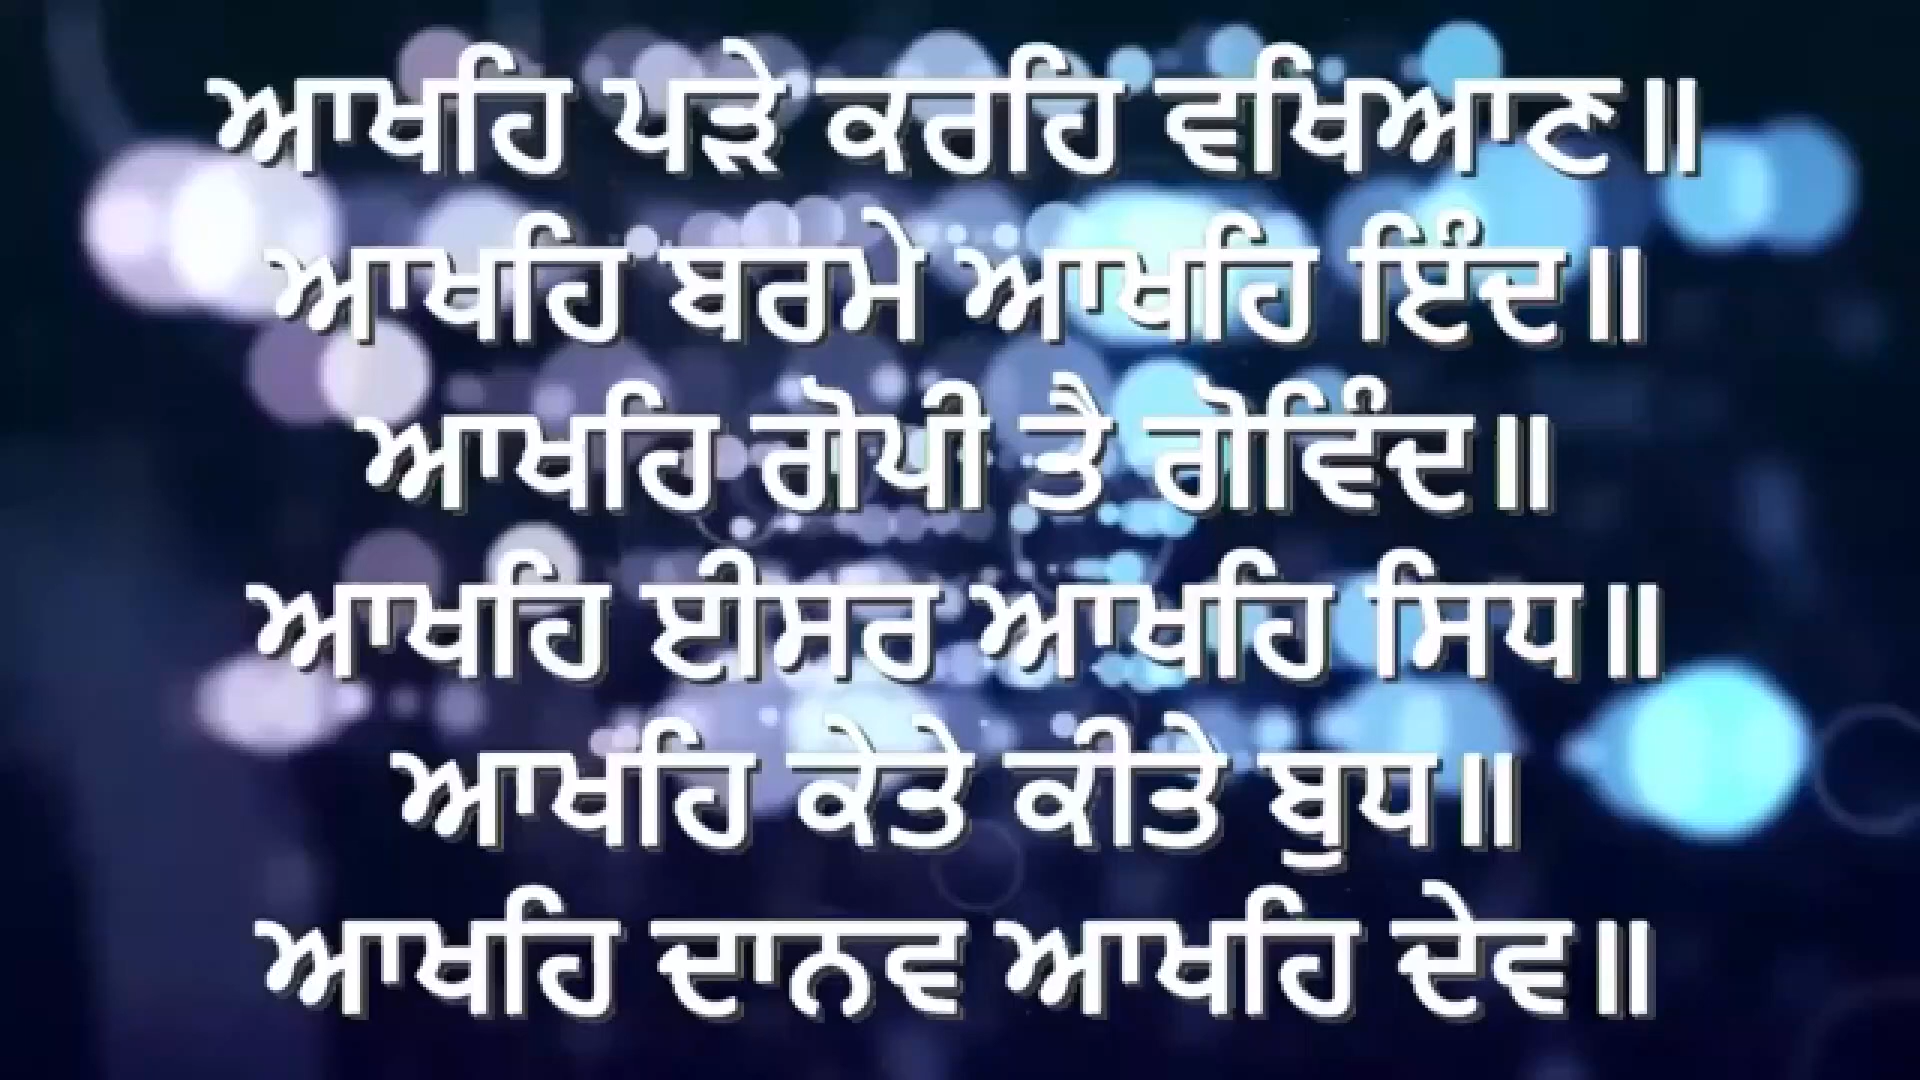 ਆਖਹਿ ਪੜੇ ਕਰਹਿ ਵਖਿਆਣ॥
ਆਖਹਿ ਬਰਮੇ ਆਖਹਿ ਇੰਦ॥
ਆਖਹਿ ਗੋਪੀ ਤੈ ਗੋਵਿੰਦ॥
ਆਖਹਿ ਈਸਰ ਆਖਹਿ ਸਿਧ॥
ਆਖਹਿ ਕੇਤੇ ਕੀਤੇ ਬੁਧ॥
ਆਖਹਿ ਦਾਨਵ ਆਖਹਿ ਦੇਵ॥